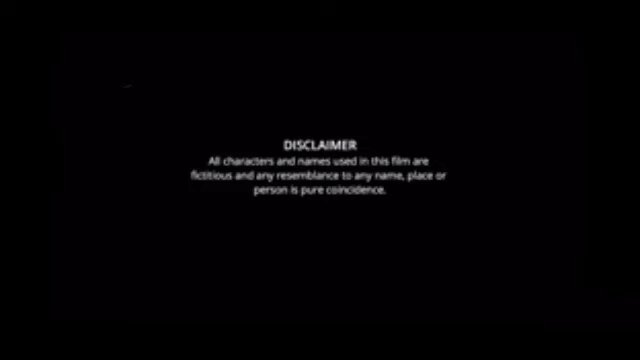 DISCLAIMER
All characters and names used in this film are
fictitious and any resemblance to any name, place or
person is pure coincidence.